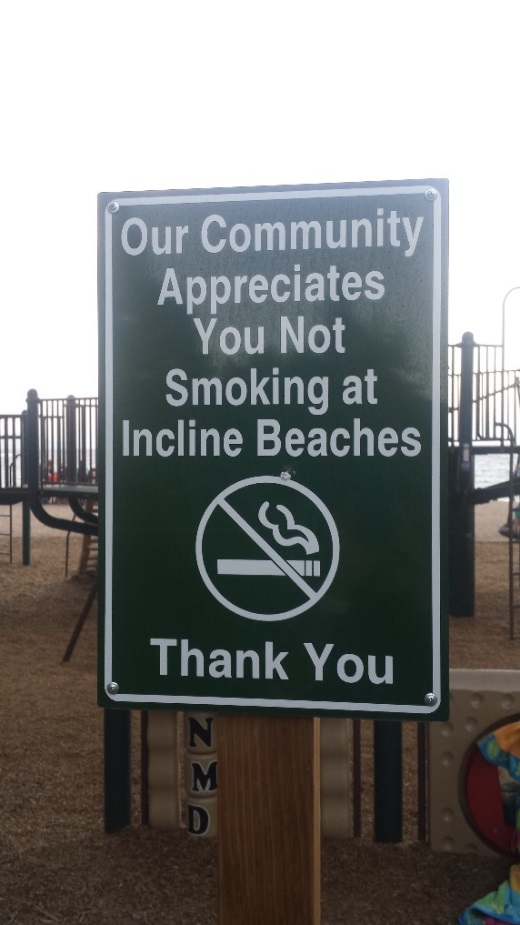 Our Community
Appreciates
You Not
Smoking at
Incline Beaches
Thank You
N
M
D